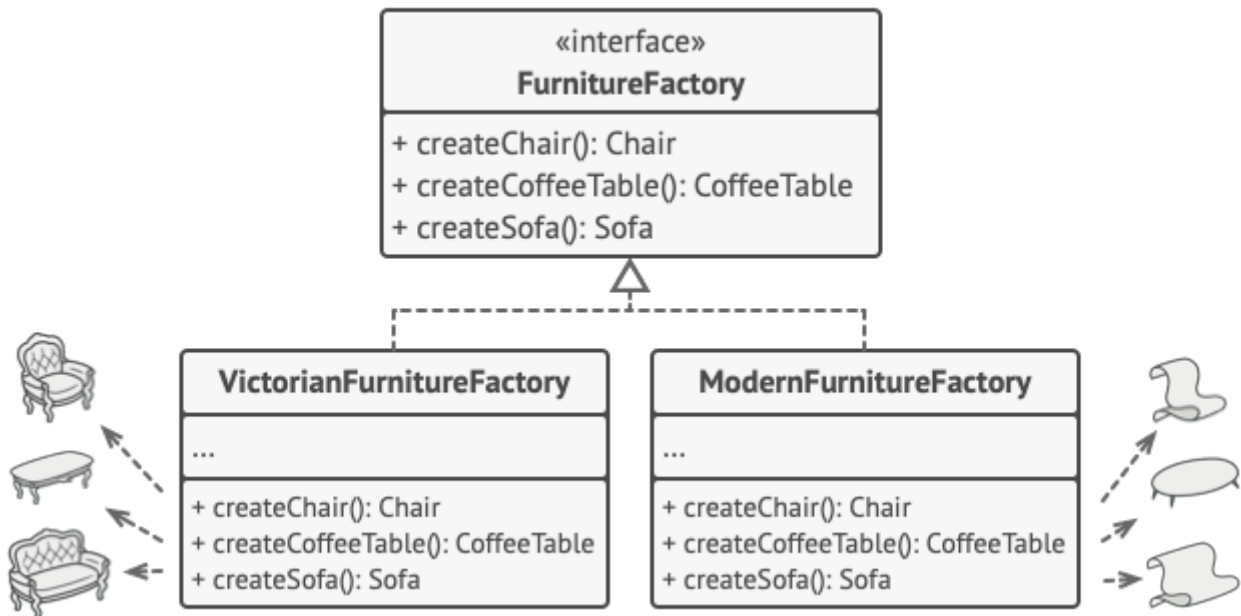 «interface»
FurnitureFactory
+ createChair(): Chair
+ createCoffeeTable(): CoffeeTable
+ createSofa(): Sofa
VictorianFurnitureFactory
...
+ createChair(): Chair
+ createCoffeeTable(): CoffeeTable
+ createSofa(): Sofa
ModernFurnitureFactory
...
+ createChair(): Chair
+ createCoffeeTable(): CoffeeTable
+ createSofa(): Sofa